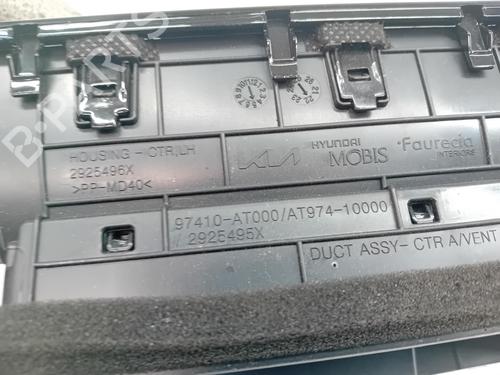 HOUSING - CTR,LH
2925496X
>PP-MD40<
KIA
HYUNDAI
MOBIS
Faurecia
INTERIORS
97410-AT000/AT974-10000
/2925495X
DUCT ASSY- CTR A/VENT
B-PARTS